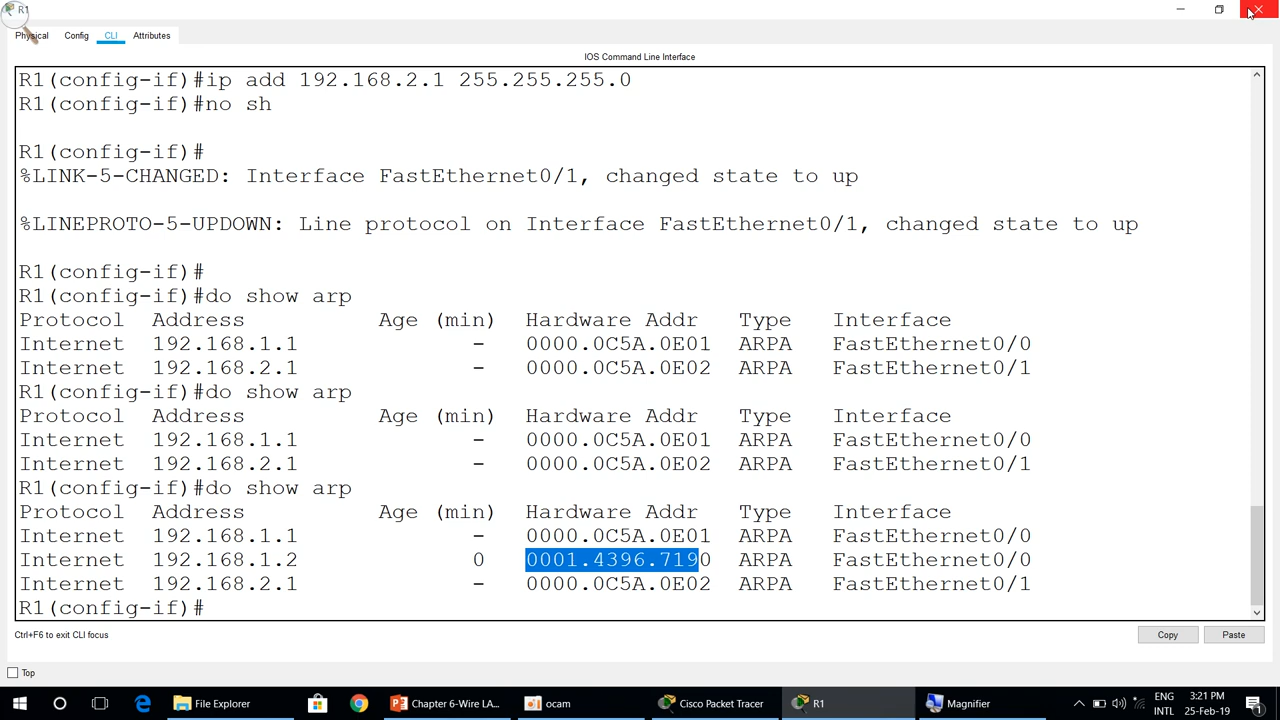 R1
Physical Config CLI Attributes
IOS Command Line Interface
R1(config-if)#ip add 192.168.2.1 255.255.255.0
R1(config-if)#no sh
R1(config-if)#
%LINK-5-CHANGED: Interface FastEthernet0/1, changed state to up
%LINEPROTO-5-UPDOWN: Line protocol on Interface FastEthernet0/1, changed state to up
R1(config-if)#
R1(config-if)#do show arp
Protocol Address Age (min) Hardware Addr Type Interface
Internet 192.168.1.1 - 0000.0C5A.0E01 ARPA FastEthernet0/0
Internet 192.168.2.1 - 0000.0C5A.0E02 ARPA FastEthernet0/1
R1(config-if)#do show arp
Protocol Address Age (min) Hardware Addr Type Interface
Internet 192.168.1.1 - 0000.0C5A.0E01 ARPA FastEthernet0/0
Internet 192.168.2.1 - 0000.0C5A.0E02 ARPA FastEthernet0/1
R1(config-if)#do show arp
Protocol Address Age (min) Hardware Addr Type Interface
Internet 192.168.1.1 - 0000.0C5A.0E01 ARPA FastEthernet0/0
Internet 192.168.1.2 0 0001.4396.7190 ARPA FastEthernet0/0
Internet 192.168.2.1 - 0000.0C5A.0E02 ARPA FastEthernet0/1
R1(config-if)#
Ctrl+F6 to exit CLI focus
Copy Paste
Top
File Explorer Chapter 6-Wire LA... ocam Cisco Packet Tracer R1 Magnifier
ENG 3:21 PM
INTL 25-Feb-19
1